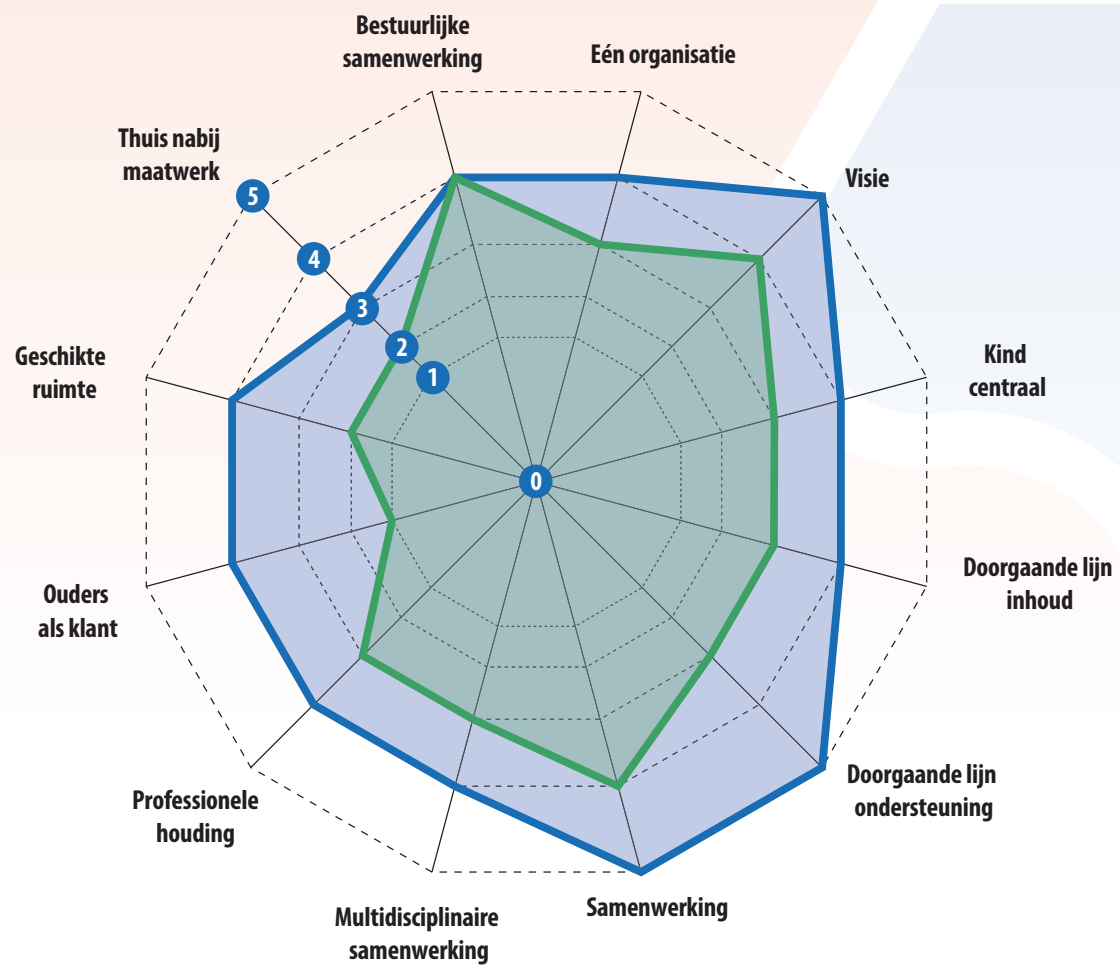 Bestuurlijke
samenwerking
Eén organisatie
Thuis nabij
maatwerk
Visie
5
4
3
2
1
0
Geschikte
ruimte
Kind
centraal
Ouders
als klant
Doorgaande lijn
inhoud
Professionele
houding
Doorgaande lijn
ondersteuning
Multidisciplinaire
samenwerking
Samenwerking